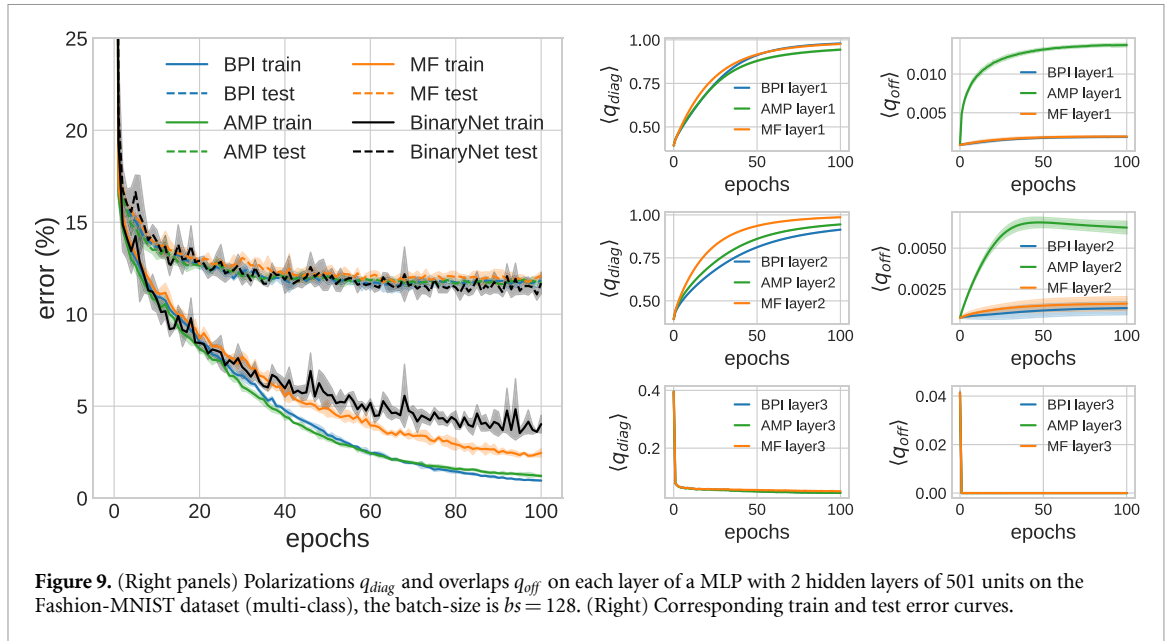 25
20
15
10
5
0
error (%)
BPI train
BPI test
AMP train
AMP test
MF train
MF test
BinaryNet train
BinaryNet test
0 20 40 60 80 100
epochs
1.00
0.75
0.50
⟨q_diag⟩
BPI layer1
AMP layer1
MF layer1
0 50 100
epochs
0.010
0.005
⟨q_off⟩
BPI layer1
AMP layer1
MF layer1
0 50 100
epochs
1.00
0.75
0.50
⟨q_diag⟩
BPI layer2
AMP layer2
MF layer2
0 50 100
epochs
0.0050
0.0025
⟨q_off⟩
BPI layer2
AMP layer2
MF layer2
0 50 100
epochs
0.4
0.2
⟨q_diag⟩
BPI layer3
AMP layer3
MF layer3
0 50 100
epochs
0.04
0.02
0.00
⟨q_off⟩
BPI layer3
AMP layer3
MF layer3
0 50 100
epochs
Figure 9. (Right panels) Polarizations q_diag and overlaps q_off on each layer of a MLP with 2 hidden layers of 501 units on the
Fashion-MNIST dataset (multi-class), the batch-size is bs = 128. (Right) Corresponding train and test error curves.